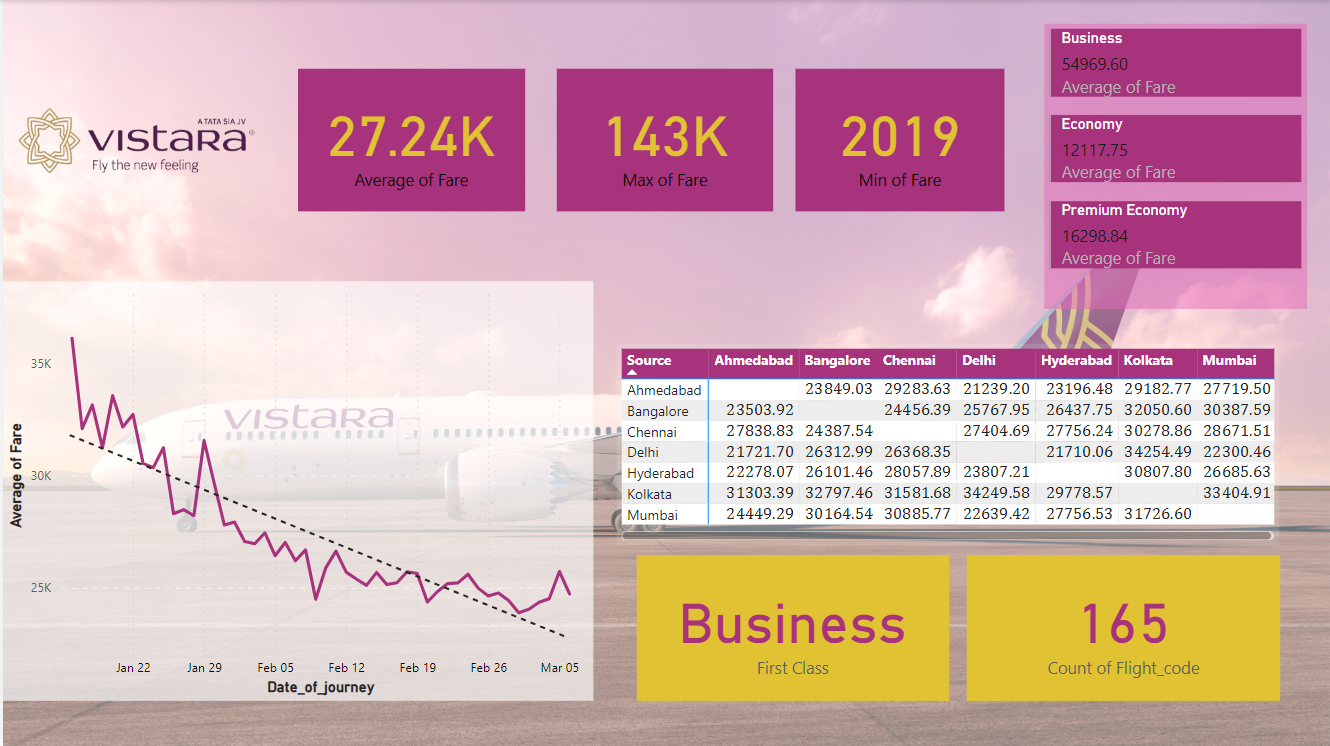 A TATA SIA JV
VISTARA®
Fly the new feeling
27.24K
Average of Fare
143K
Max of Fare
2019
Min of Fare
Business
54969.60
Average of Fare
Economy
12117.75
Average of Fare
Premium Economy
16298.84
Average of Fare
Average of Fare
35K
30K
25K
VISTARA
Jan 22 Jan 29 Feb 05 Feb 12 Feb 19 Feb 26 Mar 05
Date_of_journey
Source Ahmedabad Bangalore Chennai Delhi Hyderabad Kolkata Mumbai
Ahmedabad 23849.03 29283.63 21239.20 23196.48 29182.77 27719.50
Bangalore 23503.92 24456.39 25767.95 26437.75 32050.60 30387.59
Chennai 27838.83 24387.54 27404.69 27756.24 30278.86 28671.51
Delhi 21721.70 26312.99 26368.35 21710.06 34254.49 22300.46
Hyderabad 22278.07 26101.46 28057.89 23807.21 30807.80 26685.63
Kolkata 31303.39 32797.46 31581.68 34249.58 29778.57 33404.91
Mumbai 24449.29 30164.54 30885.77 22639.42 27756.53 31726.60
Business
First Class
165
Count of Flight_code